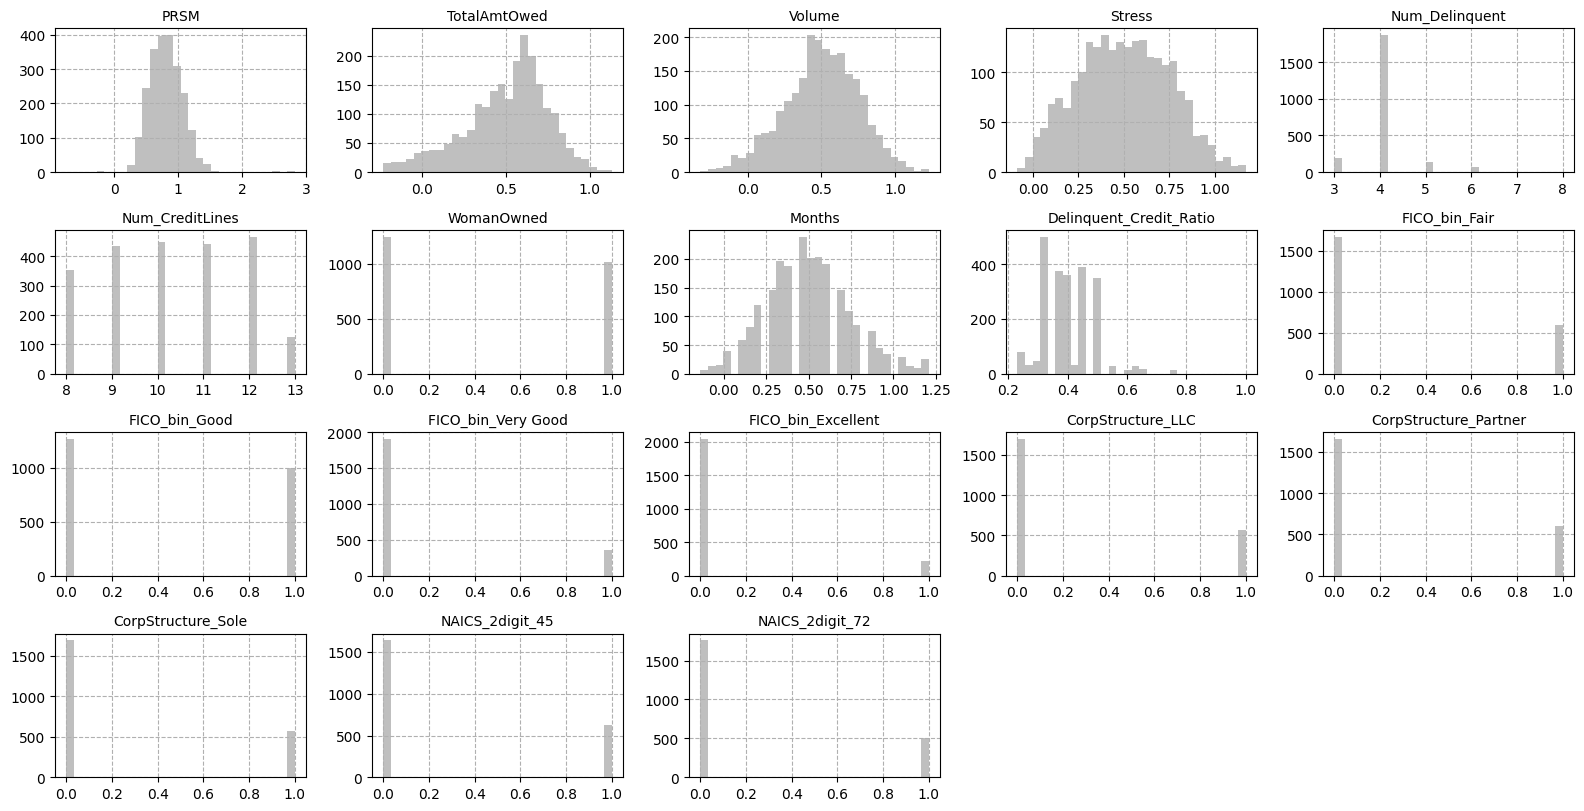 PRSM TotalAmtOwed Volume Stress Num_Delinquent
400 300 200 100 0
0 1 2 3
200 150 100 50 0
0.0 0.5 1.0
200 150 100 50 0
0.0 0.5 1.0
100 50 0
0.00 0.25 0.50 0.75 1.00
1500 1000 500 0
3 4 5 6 7 8
Num_CreditLines WomanOwned Months Delinquent_Credit_Ratio FICO_bin_Fair
400 300 200 100 0
8 9 10 11 12 13
1000 500 0
0.0 0.2 0.4 0.6 0.8 1.0
200 150 100 50 0
0.00 0.25 0.50 0.75 1.00 1.25
400 200 0
0.2 0.4 0.6 0.8 1.0
1500 1000 500 0
0.0 0.2 0.4 0.6 0.8 1.0
FICO_bin_Good FICO_bin_Very Good FICO_bin_Excellent CorpStructure_LLC CorpStructure_Partner
1000 500 0
0.0 0.2 0.4 0.6 0.8 1.0
2000 1500 1000 500 0
0.0 0.2 0.4 0.6 0.8 1.0
2000 1500 1000 500 0
0.0 0.2 0.4 0.6 0.8 1.0
1500 1000 500 0
0.0 0.2 0.4 0.6 0.8 1.0
1500 1000 500 0
0.0 0.2 0.4 0.6 0.8 1.0
CorpStructure_Sole NAICS_2digit_45 NAICS_2digit_72
1500 1000 500 0
0.0 0.2 0.4 0.6 0.8 1.0
1500 1000 500 0
0.0 0.2 0.4 0.6 0.8 1.0
1500 1000 500 0
0.0 0.2 0.4 0.6 0.8 1.0